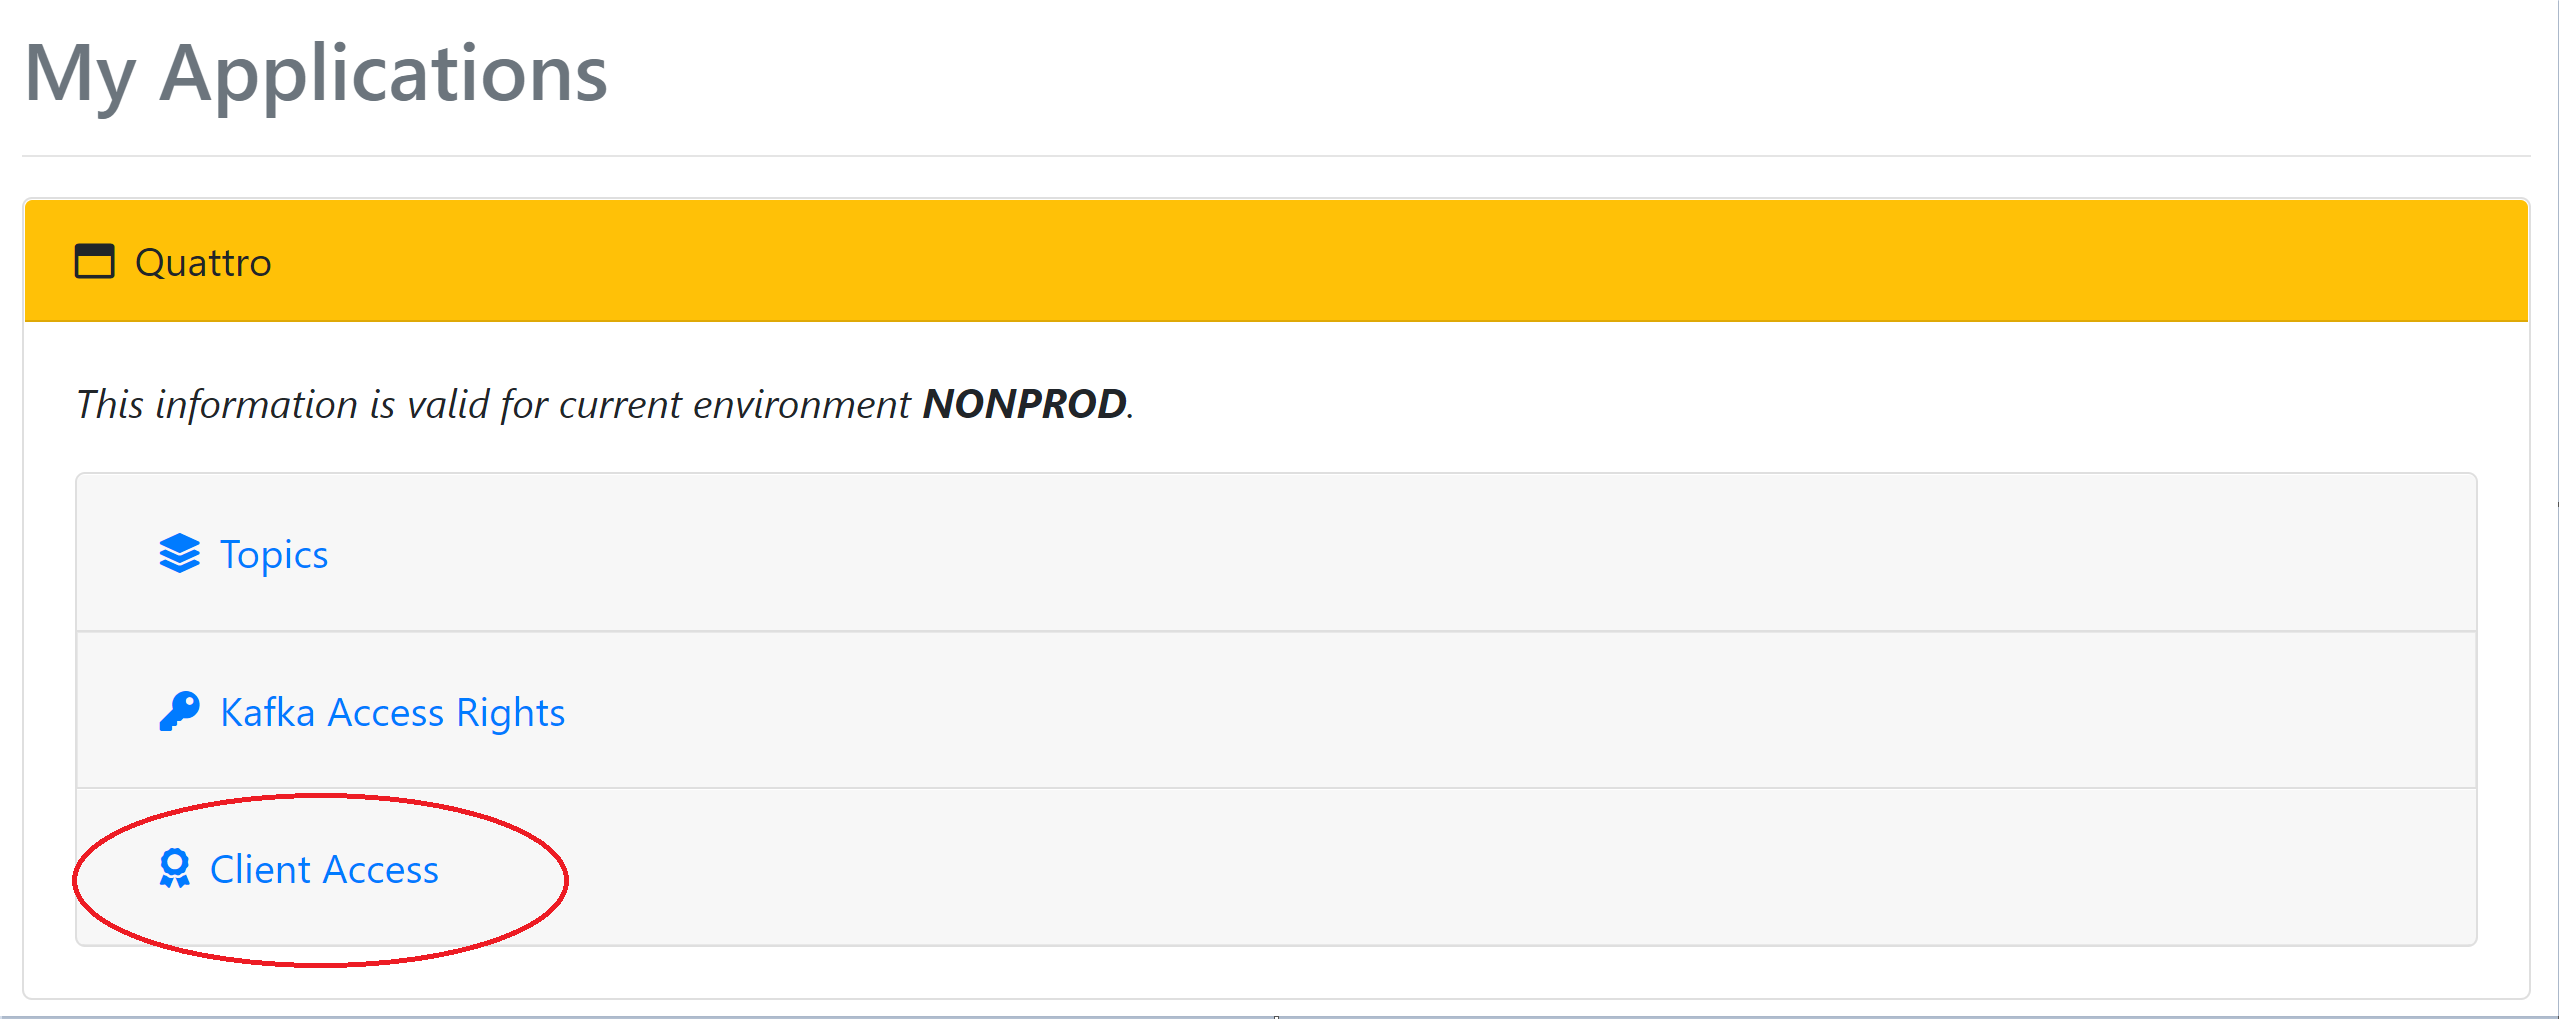 My Applications
Quattro
This information is valid for current environment NONPROD.
Topics
Kafka Access Rights
Client Access